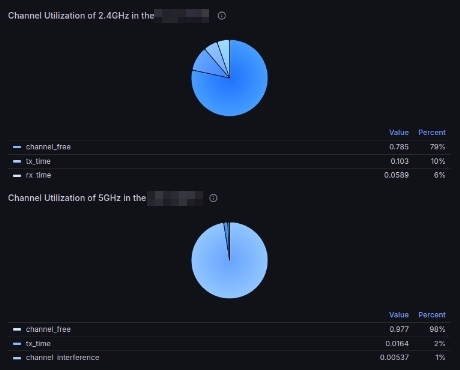 Channel Utilization of 2.4GHz in the
Value Percent
channel_free 0.785 79%
tx_time 0.103 10%
rx_time 0.0589 6%
Channel Utilization of 5GHz in the
Value Percent
channel_free 0.977 98%
tx_time 0.0164 2%
channel_interference 0.00537 1%